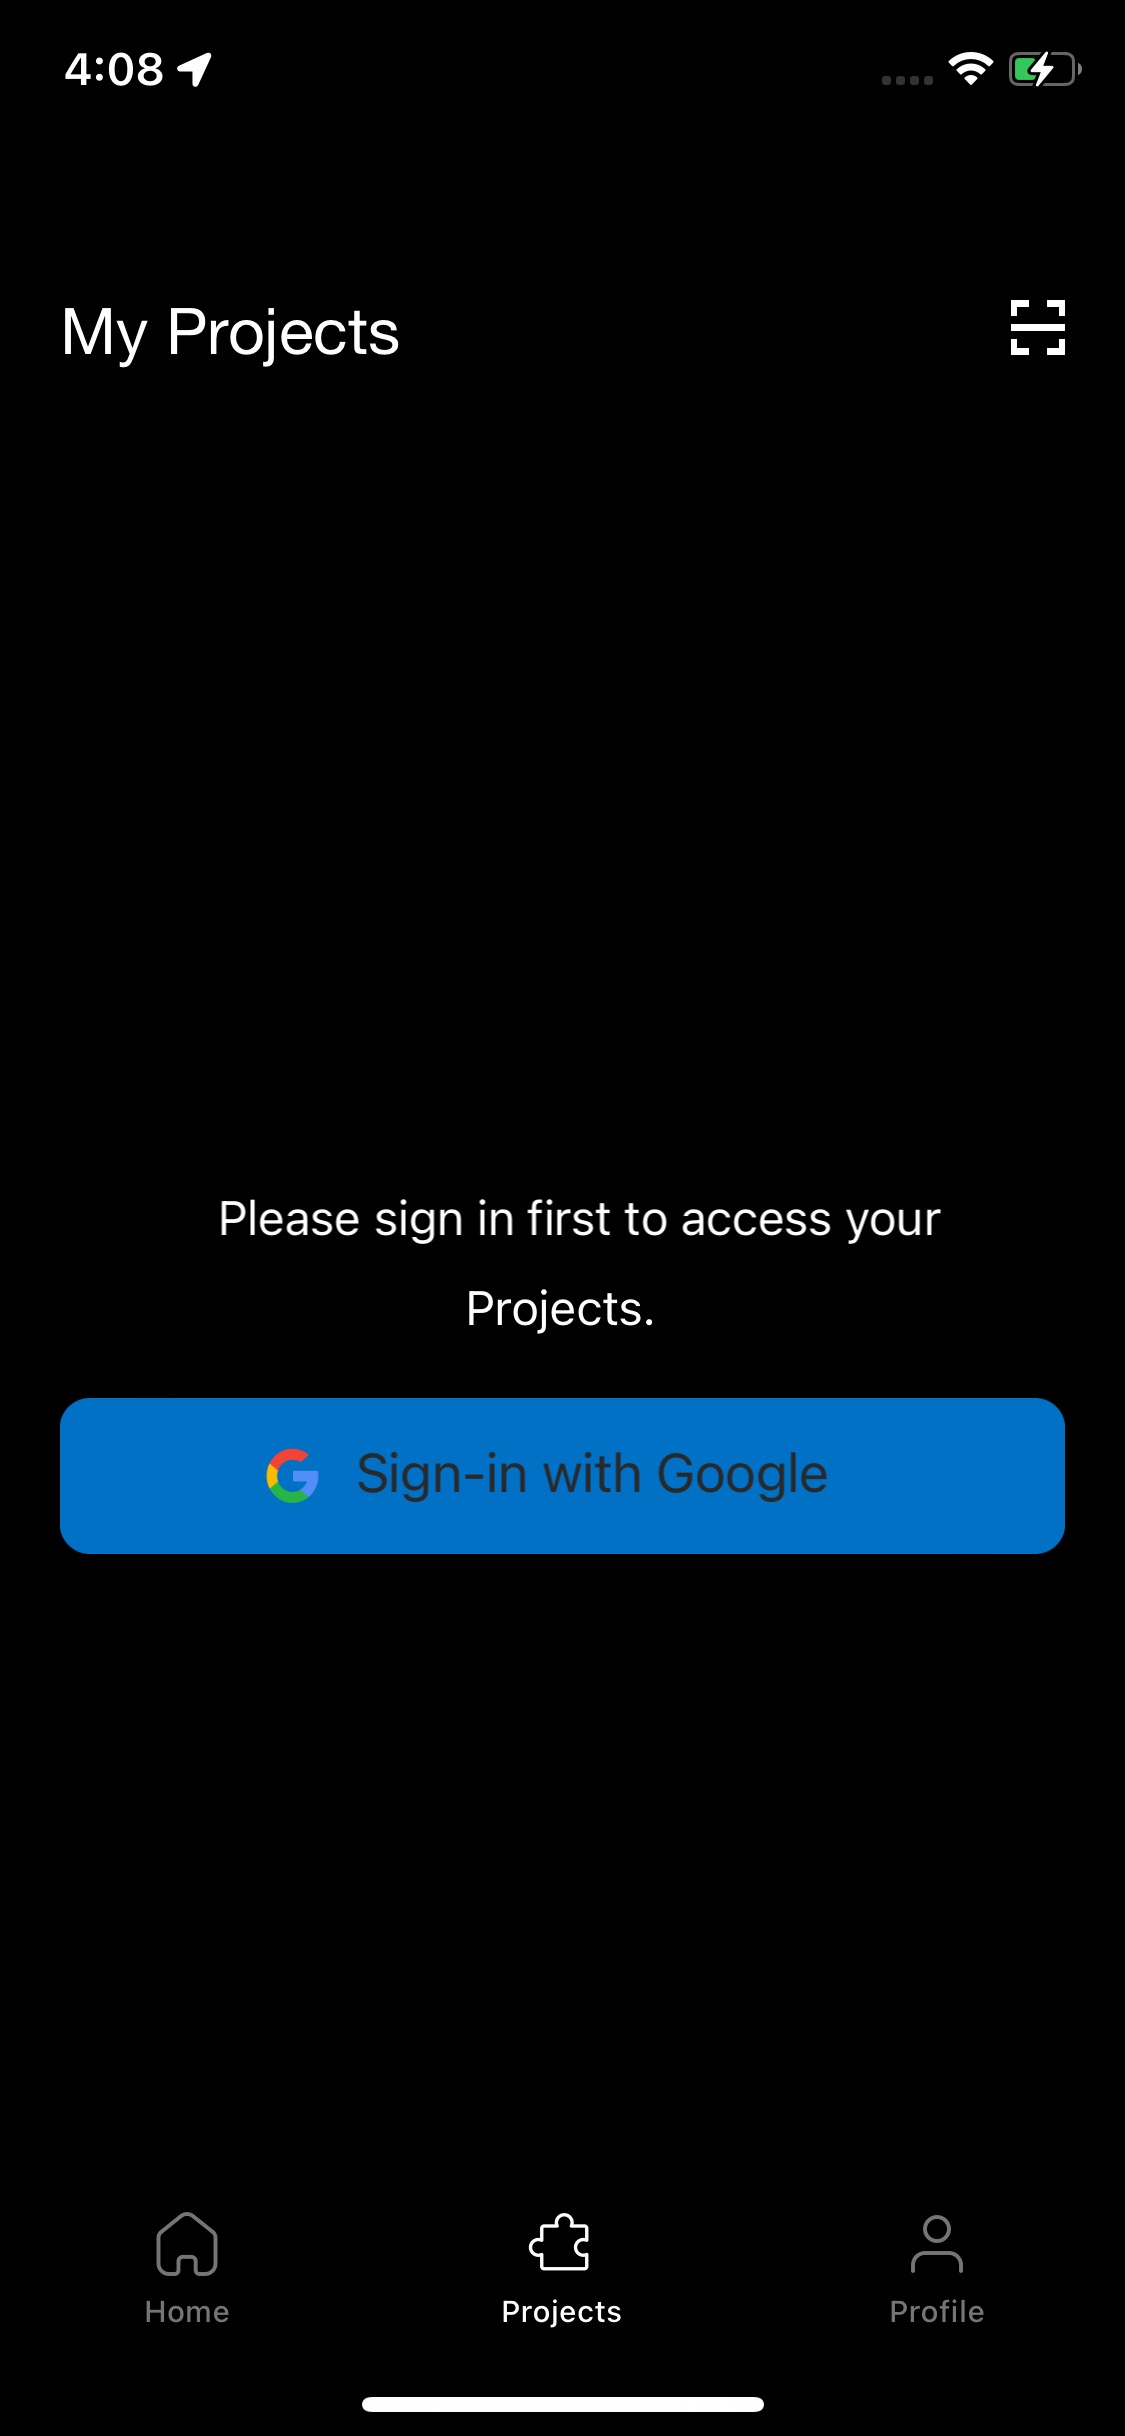 4:08
My Projects
Please sign in first to access your
Projects.
Sign-in with Google
Home
Projects
Profile